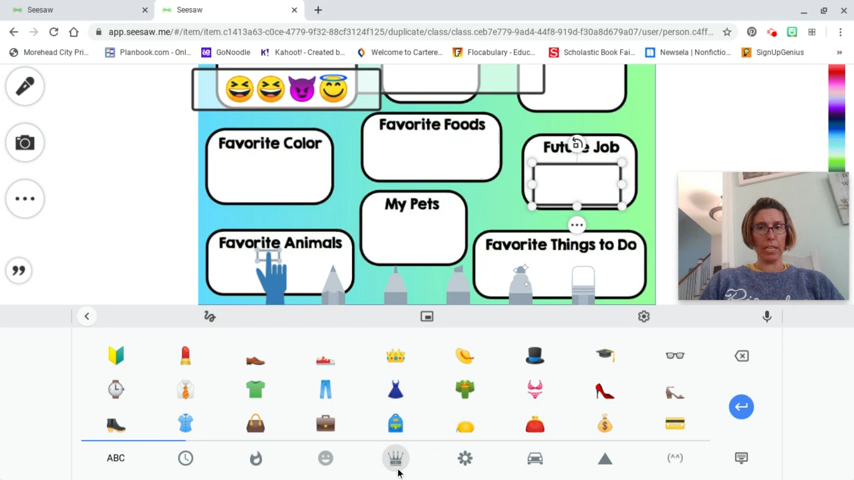 Seesaw
Seesaw
app.seesaw.me/#/item/item.c1413a63-c0ce-4779-9f32-88cf3124f125/duplicate/class/class.ceb7e779-9ad4-44f8-919d-f30a8d679a07/user/person.c4ff...
Morehead City Pri...
Planbook.com - Onl...
GoNoodle
Kahoot! - Created b...
Welcome to Cartere...
Flocabulary - Educ...
Scholastic Book Fai...
Newsela | Nonfictio...
SignUpGenius
Favorite Color
Favorite Foods
Future Job
My Pets
Favorite Animals
Favorite Things to Do
ABC
(^^)